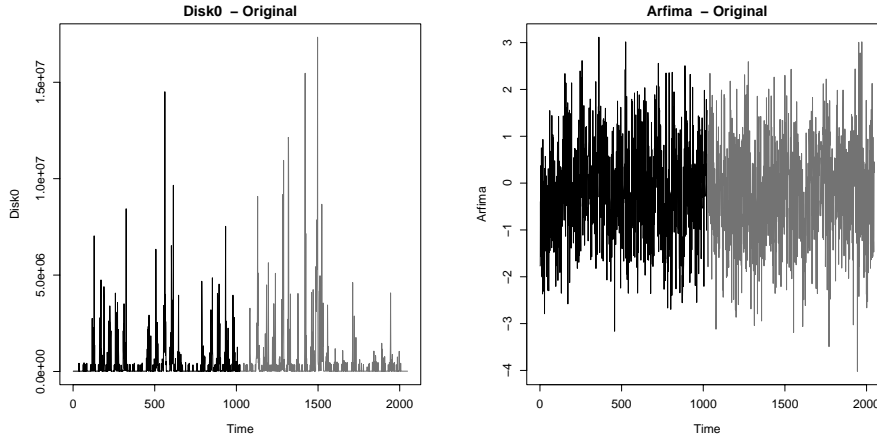 Disk0 – Original
Disk0
0.0e+00
5.0e+06
1.0e+07
1.5e+07
0
500
1000
1500
2000
Time
Arfima – Original
Arfima
−4
−3
−2
−1
0
1
2
3
0
500
1000
1500
2000
Time